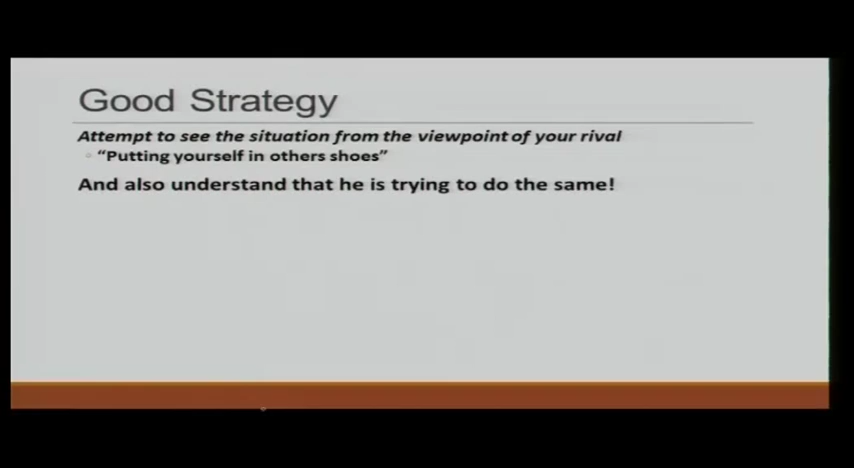 Good Strategy
Attempt to see the situation from the viewpoint of your rival
"Putting yourself in others shoes"
And also understand that he is trying to do the same!